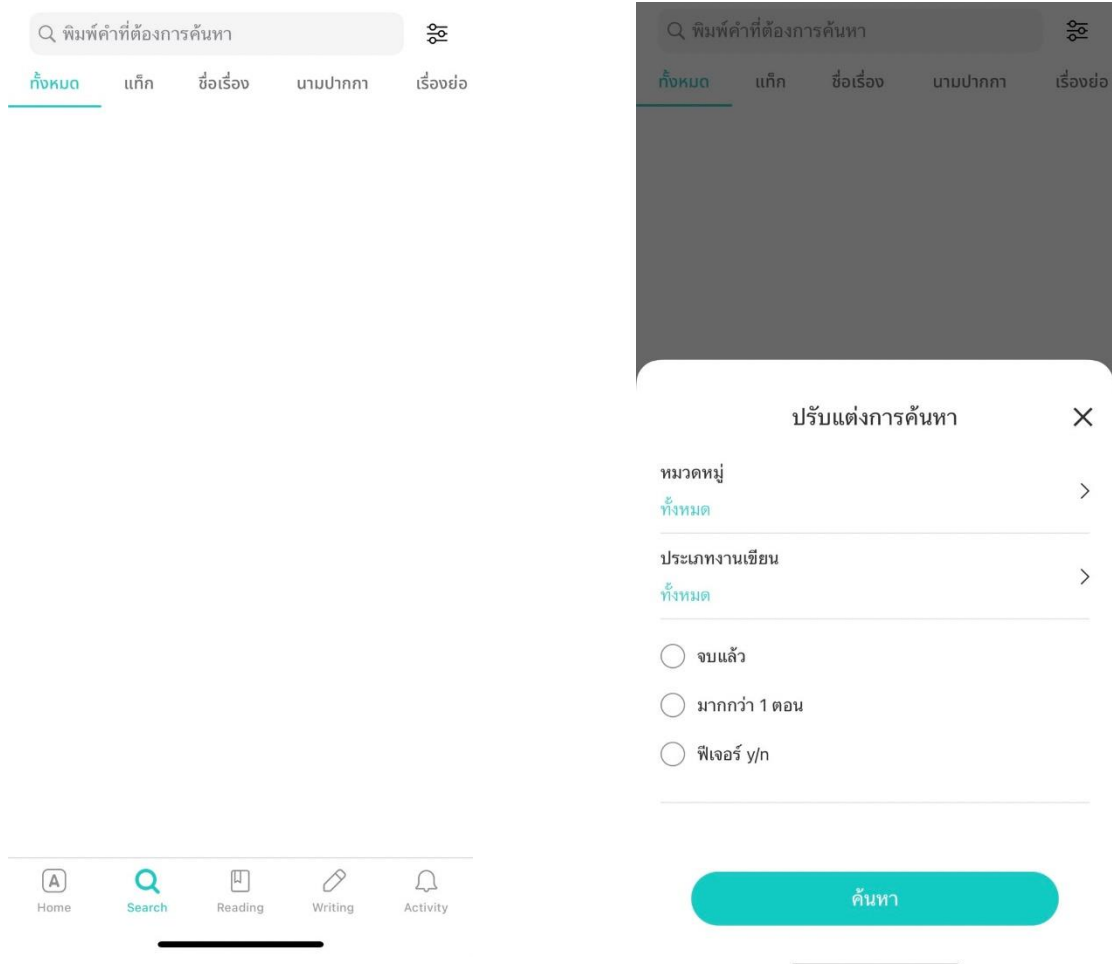 พิมพ์คำที่ต้องการค้นหา
ทั้งหมด แท็ก ชื่อเรื่อง นามปากกา เรื่องย่อ
A
Home Search Reading Writing Activity
พิมพ์คำที่ต้องการค้นหา
ทั้งหมด แท็ก ชื่อเรื่อง นามปากกา เรื่องย่อ
ปรับแต่งการค้นหา
หมวดหมู่
ทั้งหมด
ประเภทงานเขียน
ทั้งหมด
จบแล้ว
มากกว่า 1 ตอน
ฟีเจอร์ y/n
ค้นหา